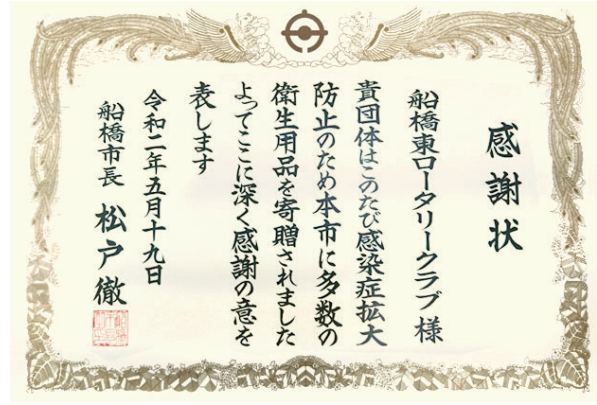 感謝状
船橋東ロータリークラブ 様
貴団体はこのたび感染症拡大
防止のため本市に多数の
衛生用品を寄贈されました
よってここに深く感謝の意を
表します
令和二年五月十九日
船橋市長 松戸徹